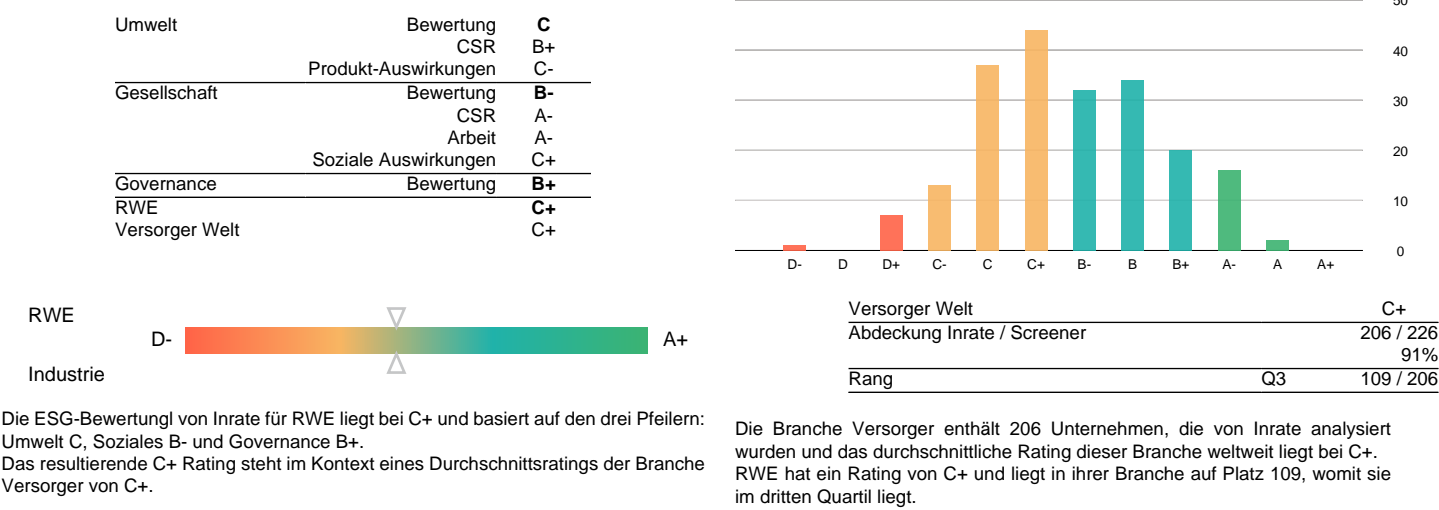 Umwelt Bewertung C
CSR B+
Produkt-Auswirkungen C-
Gesellschaft Bewertung B-
CSR A-
Arbeit A-
Soziale Auswirkungen C+
Governance Bewertung B+
RWE C+
Versorger Welt C+
RWE
D- A+
Industrie
Die ESG-Bewertungl von Inrate für RWE liegt bei C+ und basiert auf den drei Pfeilern:
Umwelt C, Soziales B- und Governance B+.
Das resultierende C+ Rating steht im Kontext eines Durchschnittsratings der Branche
Versorger von C+.
50
40
30
20
10
0
D- D D+ C- C C+ B- B B+ A- A A+
Versorger Welt C+
Abdeckung Inrate / Screener 206 / 226
91%
Rang Q3 109 / 206
Die Branche Versorger enthält 206 Unternehmen, die von Inrate analysiert
wurden und das durchschnittliche Rating dieser Branche weltweit liegt bei C+.
RWE hat ein Rating von C+ und liegt in ihrer Branche auf Platz 109, womit sie
im dritten Quartil liegt.